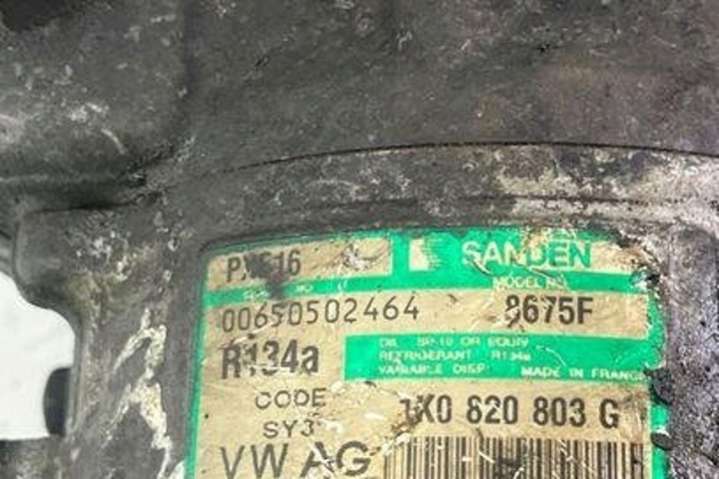 PXE16 SANDEN
MODEL NO.
00650502464 8675F
R134a
OIL SP-10 OR EQUIV
REFRIGERANT R134a
VARIABLE DISP. MADE IN FRANCE
CODE 1K0 820 803 G
SY3
VW AG